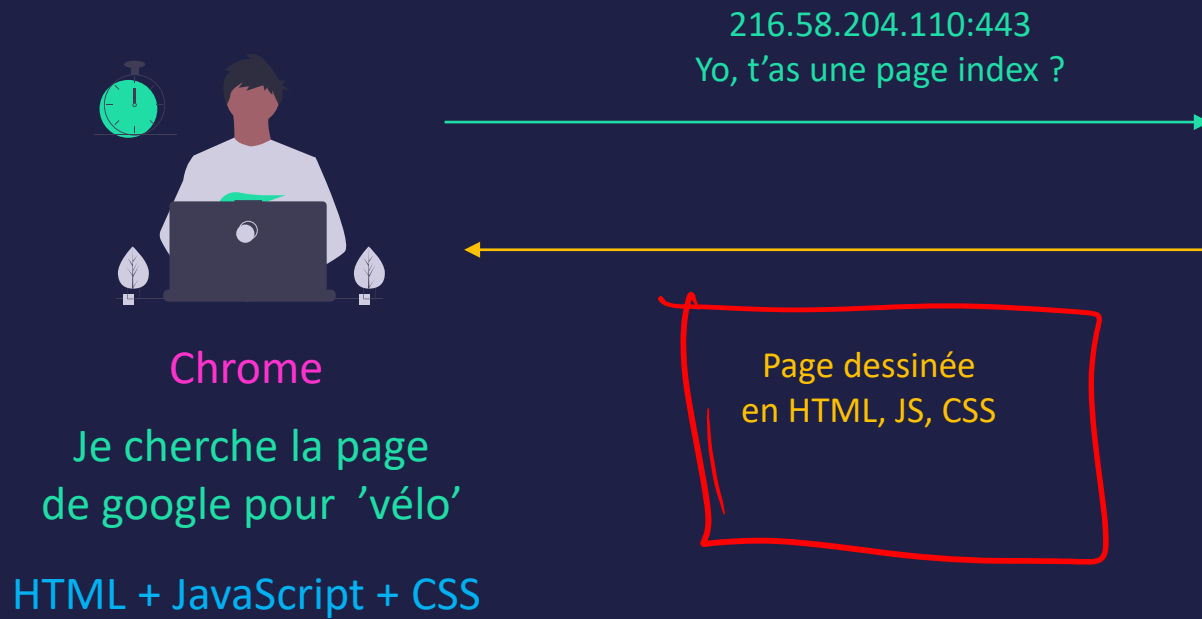 216.58.204.110:443
Yo, t'as une page index ?
Chrome
Page dessinée
en HTML, JS, CSS
Je cherche la page
de google pour ’vélo’
HTML + JavaScript + CSS